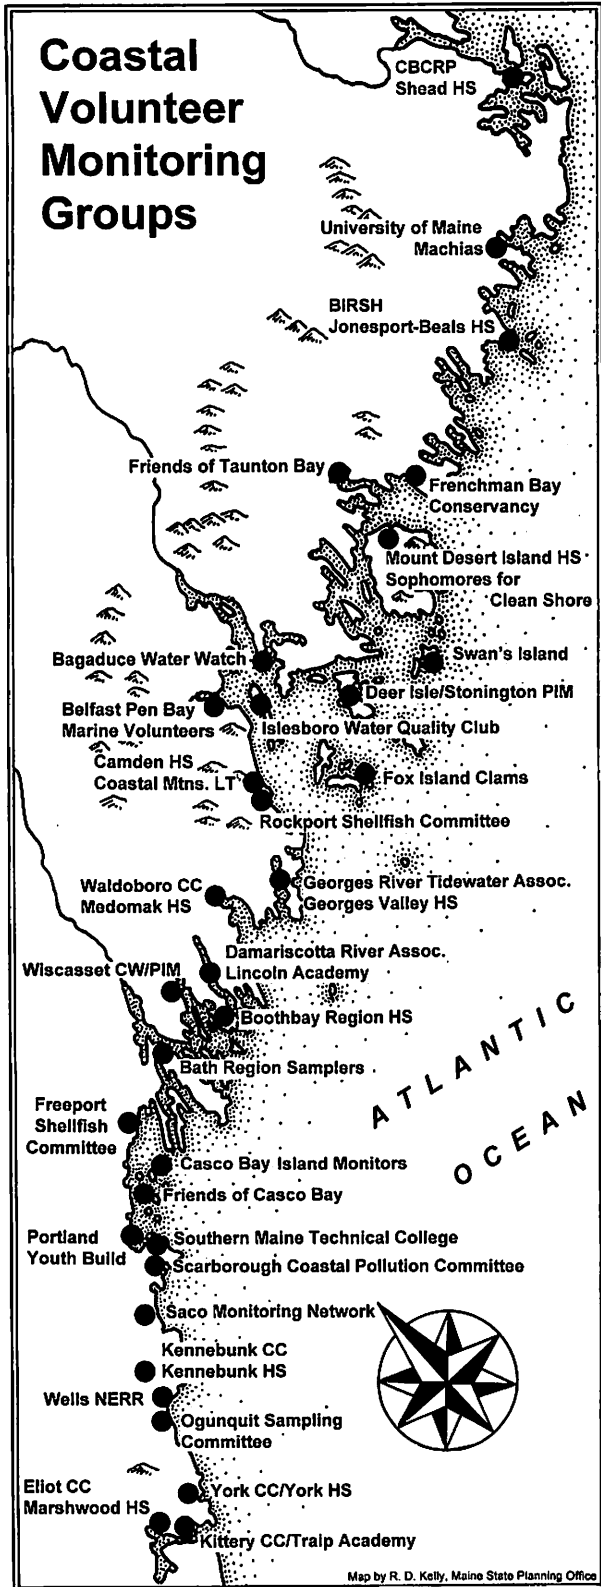 Coastal
Volunteer
Monitoring
Groups
CBCRP
Shead HS
University of Maine
Machias
BIRSH
Jonesport-Beals HS
Friends of Taunton Bay
Frenchman Bay
Conservancy
Mount Desert Island HS
Sophomores for
Clean Shore
Bagaduce Water Watch
Swan's Island
Deer Isle/Stonington PIM
Belfast Pen Bay
Marine Volunteers
Islesboro Water Quality Club
Camden HS
Coastal Mtns. LT
Fox Island Clams
Rockport Shellfish Committee
Waldoboro CC
Medomak HS
Georges River Tidewater Assoc.
Georges Valley HS
Damariscotta River Assoc.
Lincoln Academy
Wiscasset CW/PIM
Boothbay Region HS
Bath Region Samplers
ATLANTIC
OCEAN
Freeport
Shellfish
Committee
Casco Bay Island Monitors
Friends of Casco Bay
Portland
Youth Build
Southern Maine Technical College
Scarborough Coastal Pollution Committee
Saco Monitoring Network
Kennebunk CC
Kennebunk HS
Wells NERR
Ogunquit Sampling
Committee
Eliot CC
Marshwood HS
York CC/York HS
Kittery CC/Traip Academy
Map by R. D. Kelly, Maine State Planning Office